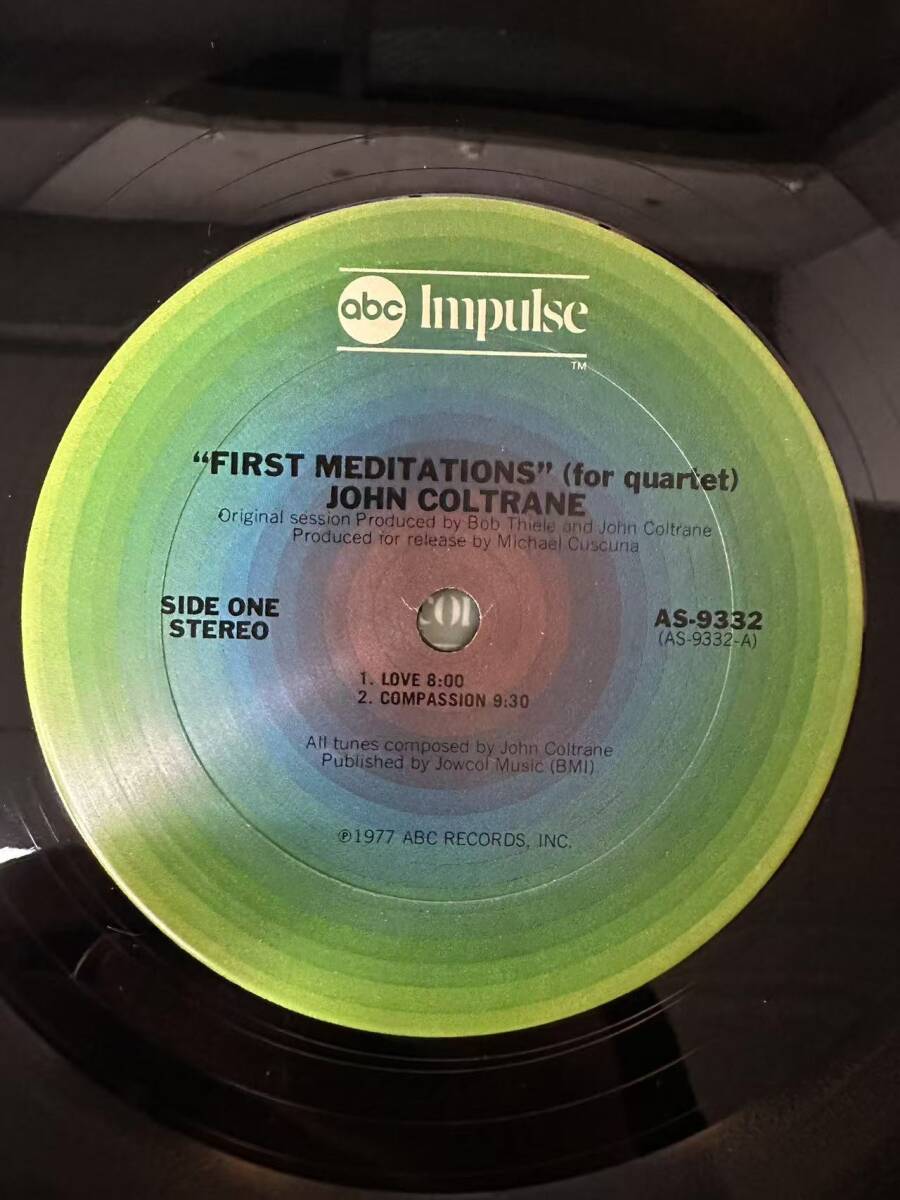 abc Impulse
TM
“FIRST MEDITATIONS” (for quartet)
JOHN COLTRANE
Original session Produced by Bob Thiele and John Coltrane
Produced for release by Michael Cuscuna
SIDE ONE
STEREO
AS-9332
(AS-9332-A)
1. LOVE 8:00
2. COMPASSION 9:30
All tunes composed by John Coltrane
Published by Jowcol Music (BMI)
℗1977 ABC RECORDS, INC.